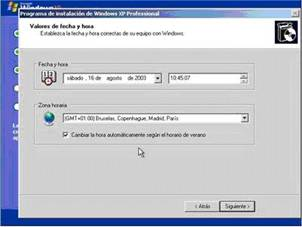 Windows
Programa de instalación de Windows XP Professional
Valores de fecha y hora
Establezca la fecha y hora correctas de su equipo con Windows.
Fecha y hora
sábado , 16 de agosto de 2003
10:45:07
Zona horaria
(GMT+01:00) Bruselas, Copenhague, Madrid, París
Cambiar la hora automáticamente según el horario de verano
< Atrás
Siguiente >